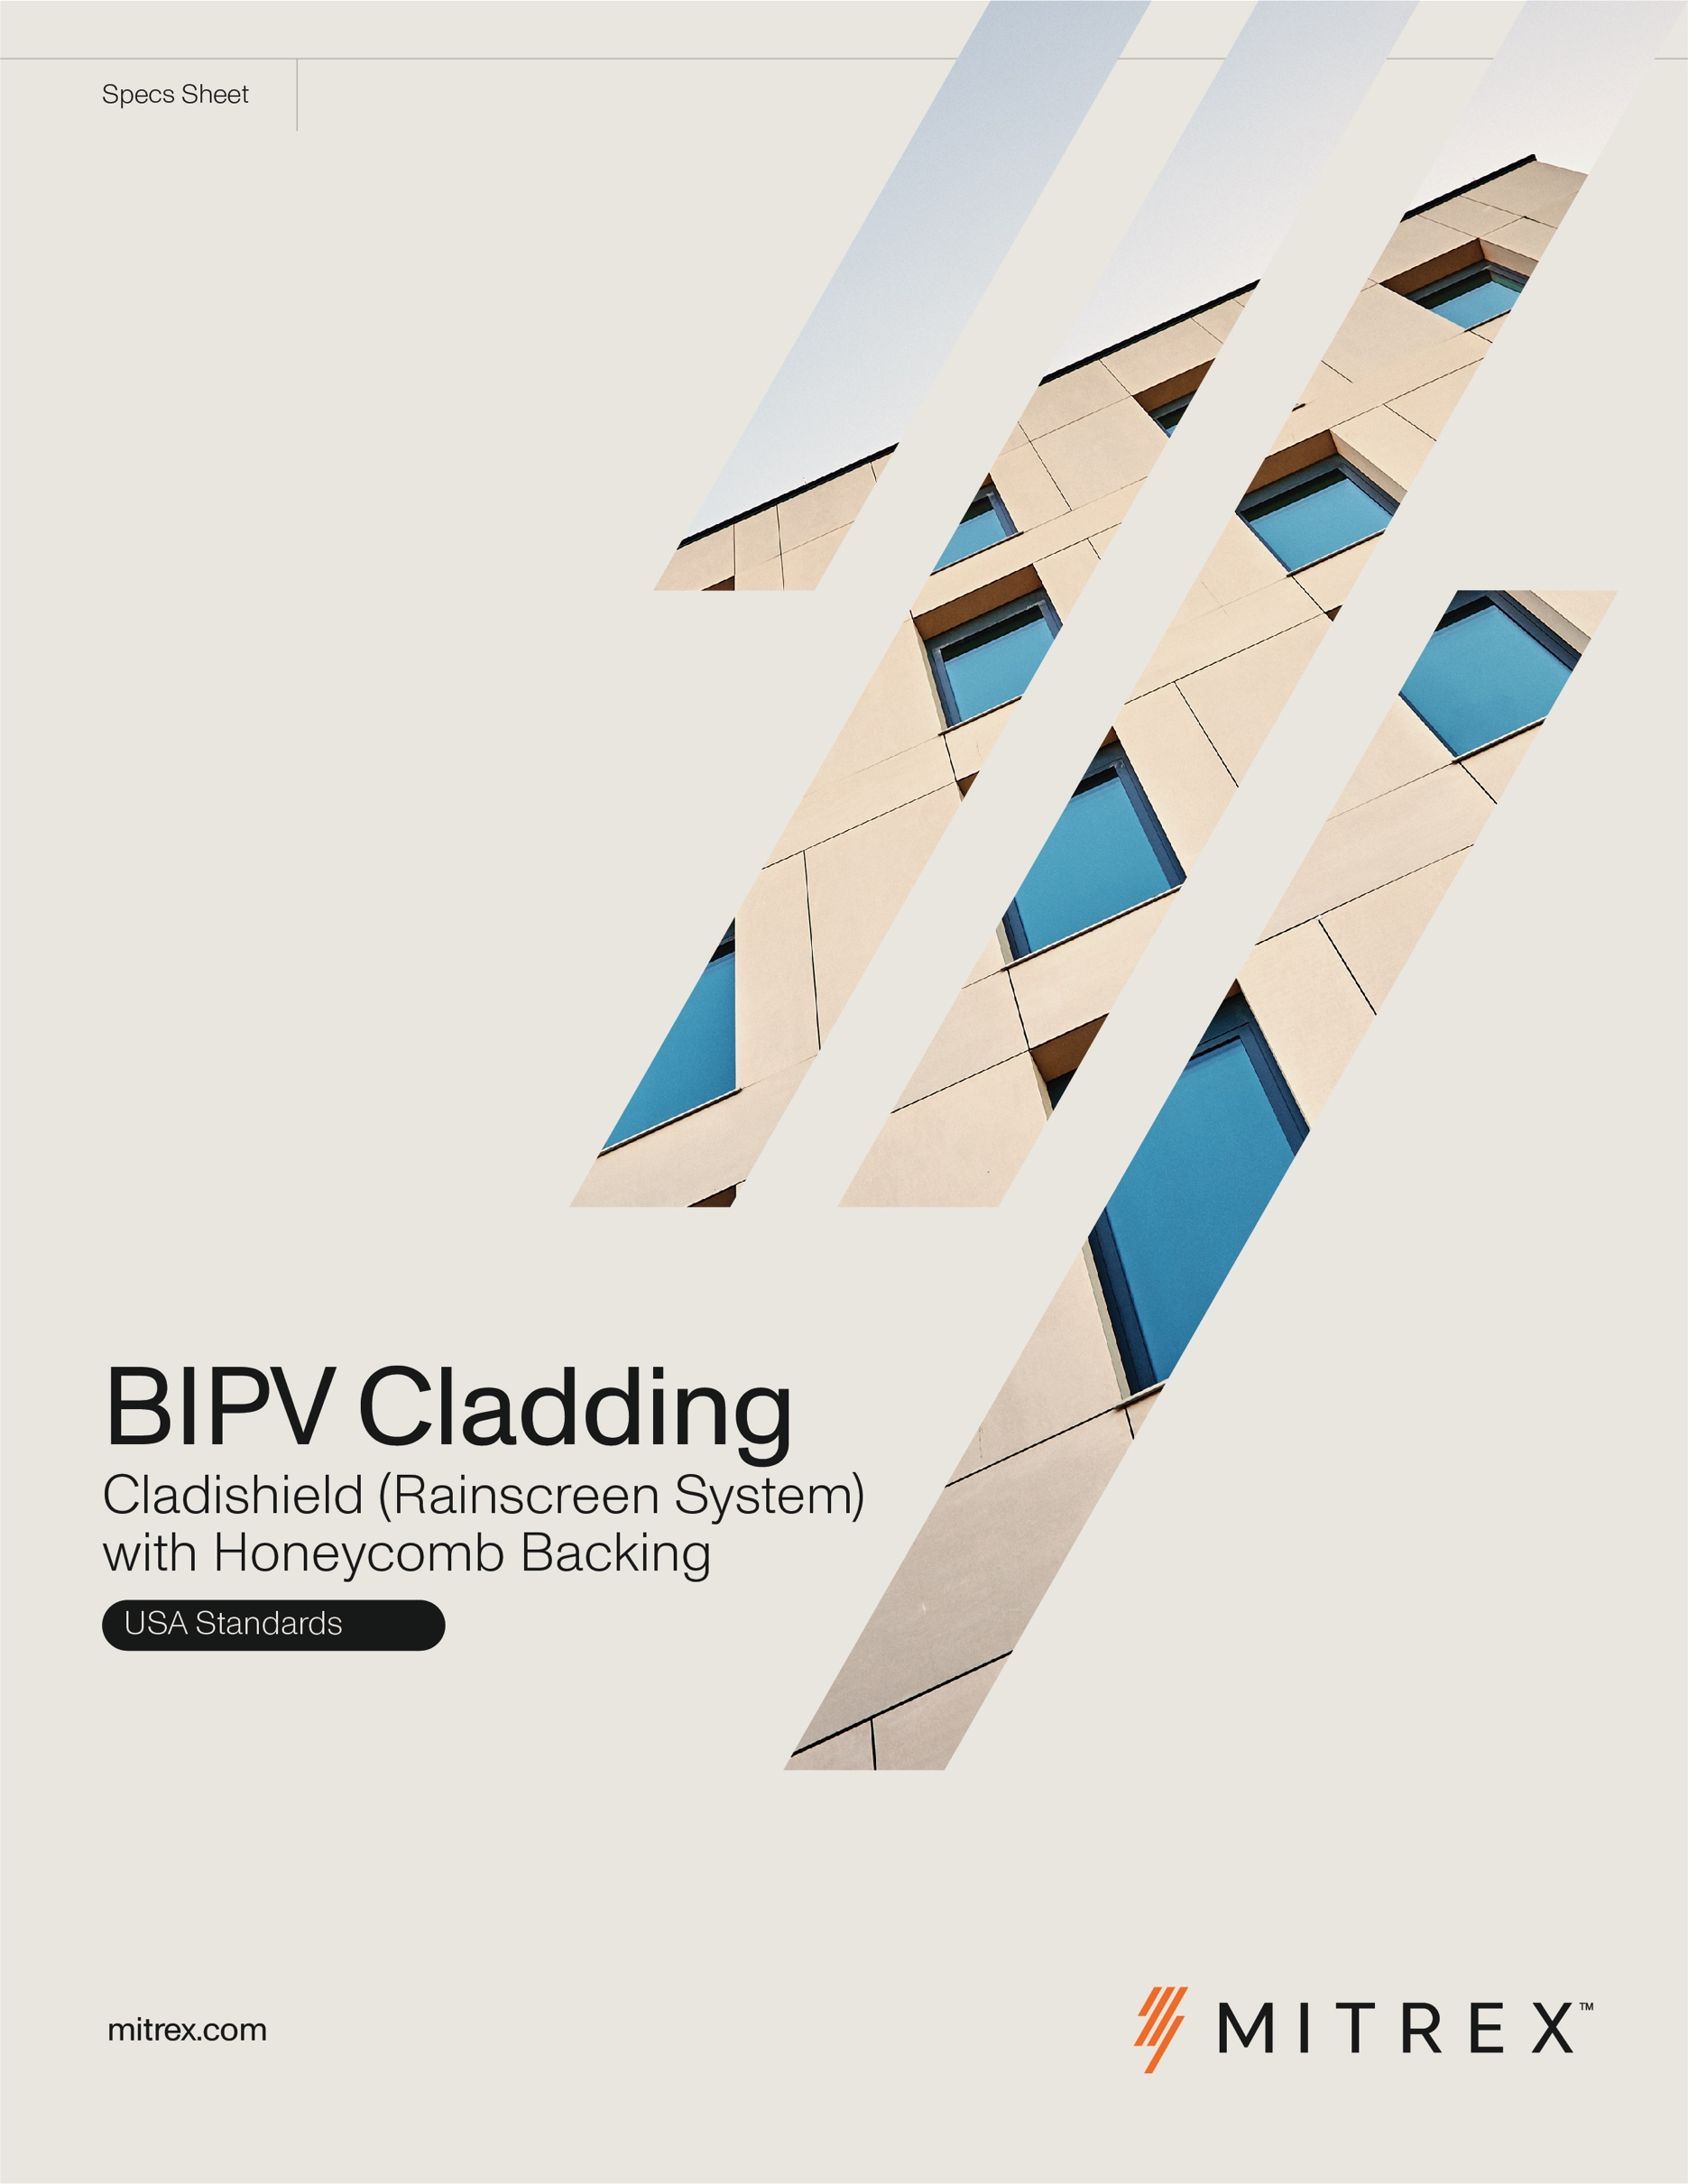 Specs Sheet
BIPV Cladding
Cladishield (Rainscreen System)
with Honeycomb Backing
USA Standards
mitrex.com
MITREX™